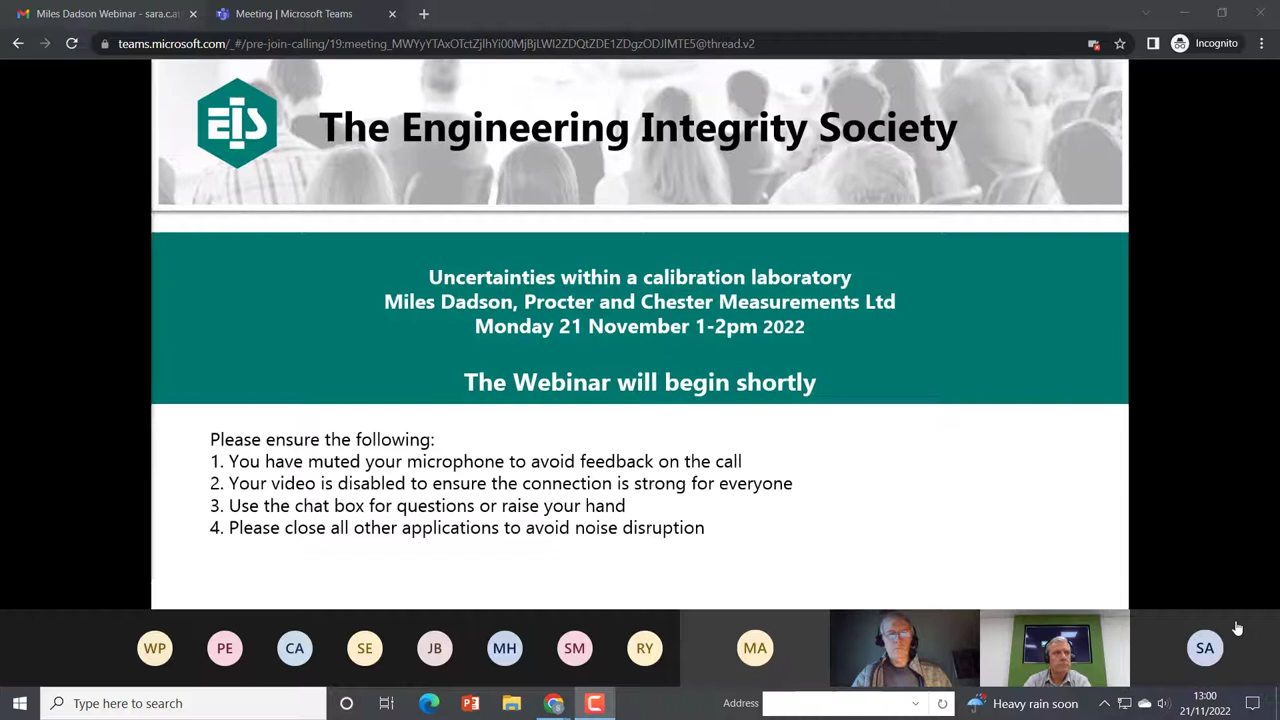 Miles Dadson Webinar - sara.c.at
Meeting | Microsoft Teams
teams.microsoft.com/_#/pre-join-calling/19:meeting_MWYyYTAxOTctZjlhYi00MjBjLWI2ZDQtZDE1ZDgzODJlMTE5@thread.v2
Incognito
EIS
The Engineering Integrity Society
Uncertainties within a calibration laboratory
Miles Dadson, Procter and Chester Measurements Ltd
Monday 21 November 1-2pm 2022
The Webinar will begin shortly
Please ensure the following:
1. You have muted your microphone to avoid feedback on the call
2. Your video is disabled to ensure the connection is strong for everyone
3. Use the chat box for questions or raise your hand
4. Please close all other applications to avoid noise disruption
WP PE CA SE JB MH SM RY MA SA
Type here to search
Address
Heavy rain soon
13:00
21/11/2022